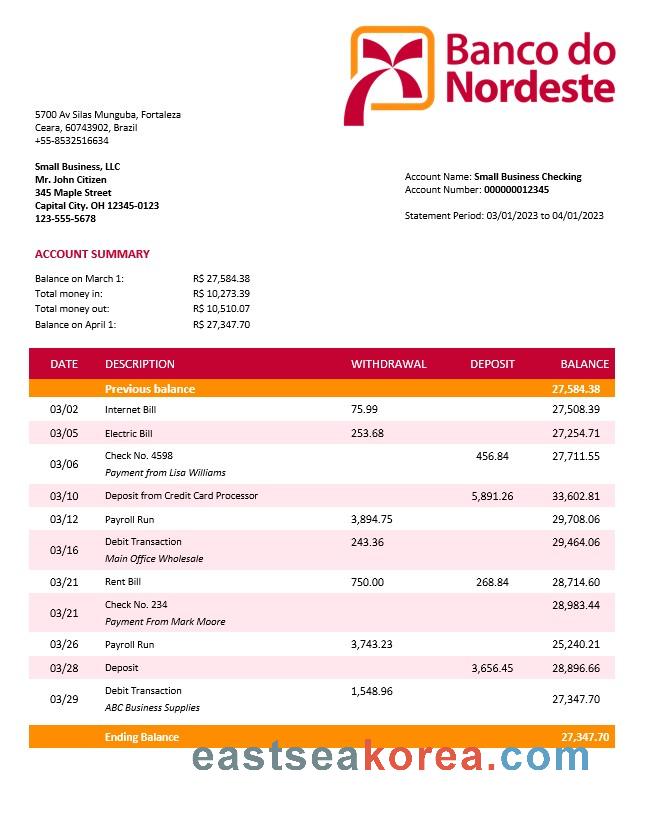 Banco do
Nordeste
5700 Av Silas Munguba, Fortaleza
Ceara, 60743902, Brazil
+55-8532516634
Small Business, LLC
Mr. John Citizen
345 Maple Street
Capital City. OH 12345-0123
123-555-5678
Account Name: Small Business Checking
Account Number: 000000012345
Statement Period: 03/01/2023 to 04/01/2023
ACCOUNT SUMMARY
Balance on March 1: R$ 27,584.38
Total money in: R$ 10,273.39
Total money out: R$ 10,510.07
Balance on April 1: R$ 27,347.70
DATE DESCRIPTION WITHDRAWAL DEPOSIT BALANCE
Previous balance 27,584.38
03/02 Internet Bill 75.99 27,508.39
03/05 Electric Bill 253.68 27,254.71
03/06 Check No. 4598 456.84 27,711.55
Payment from Lisa Williams
03/10 Deposit from Credit Card Processor 5,891.26 33,602.81
03/12 Payroll Run 3,894.75 29,708.06
03/16 Debit Transaction 243.36 29,464.06
Main Office Wholesale
03/21 Rent Bill 750.00 268.84 28,714.60
03/21 Check No. 234 28,983.44
Payment From Mark Moore
03/26 Payroll Run 3,743.23 25,240.21
03/28 Deposit 3,656.45 28,896.66
03/29 Debit Transaction 1,548.96 27,347.70
ABC Business Supplies
Ending Balance 27,347.70
eastseakorea.com